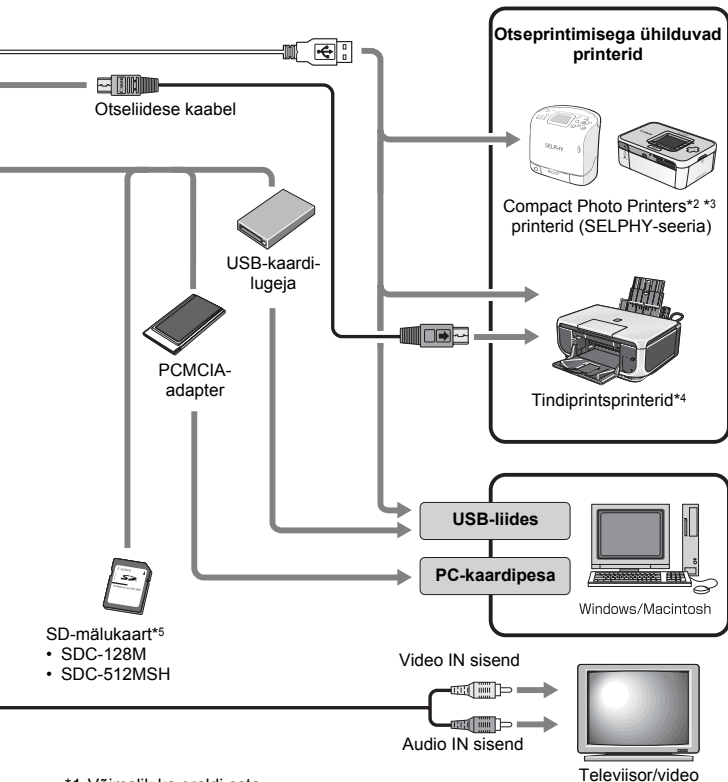 Otseprintimisega ühilduvad
printerid
Otseliidese kaabel
SELPHY
Compact Photo Printers*2 *3
printerid (SELPHY-seeria)
USB-kaardi-
lugeja
PCMCIA-
adapter
Tindiprintsprinterid*4
USB-liides
PC-kaardipesa
Windows/Macintosh
SD-mälukaart*5
• SDC-128M
• SDC-512MSH
Video IN sisend
Audio IN sisend
Televiisor/video